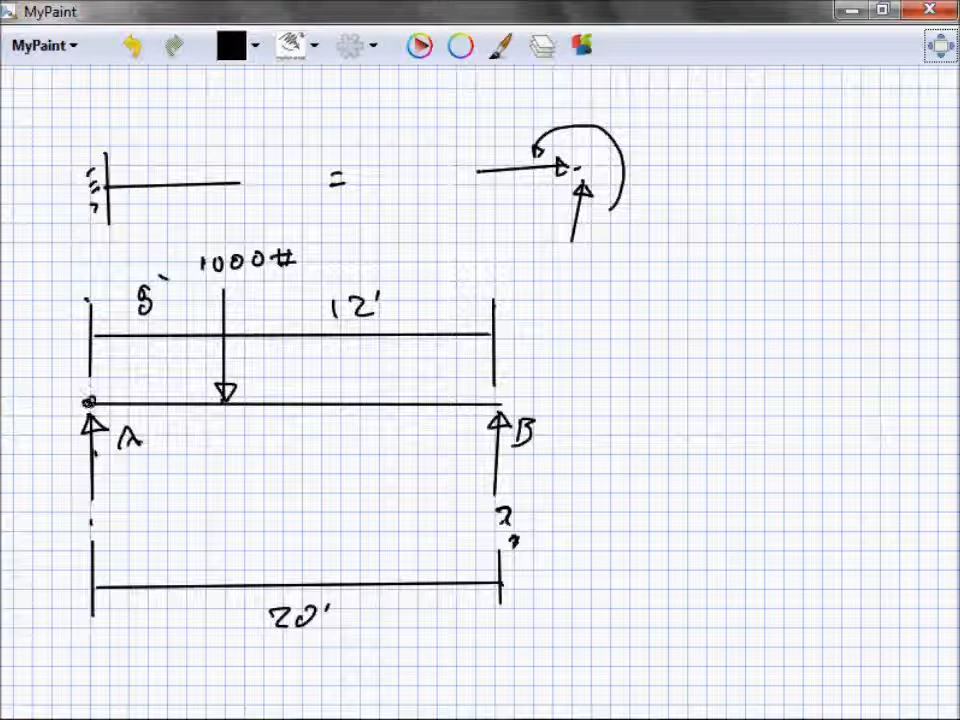 MyPaint
MyPaint
=
1000#
8'
12'
A
B
?
20'